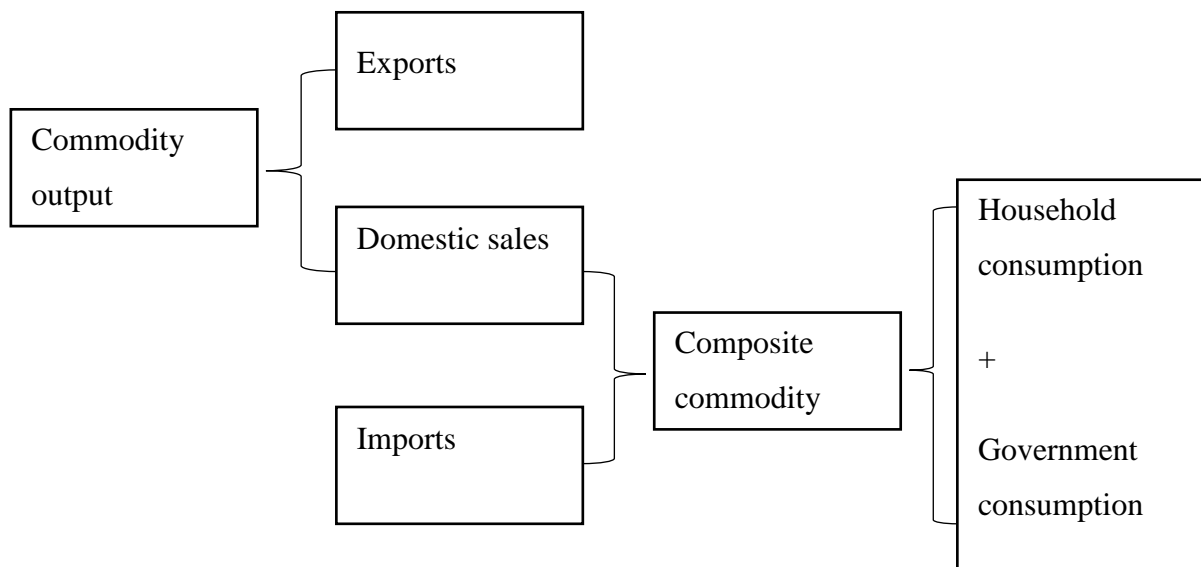 Exports
Commodity
output
Domestic sales
Household
consumption
Composite
commodity
+
Imports
Government
consumption